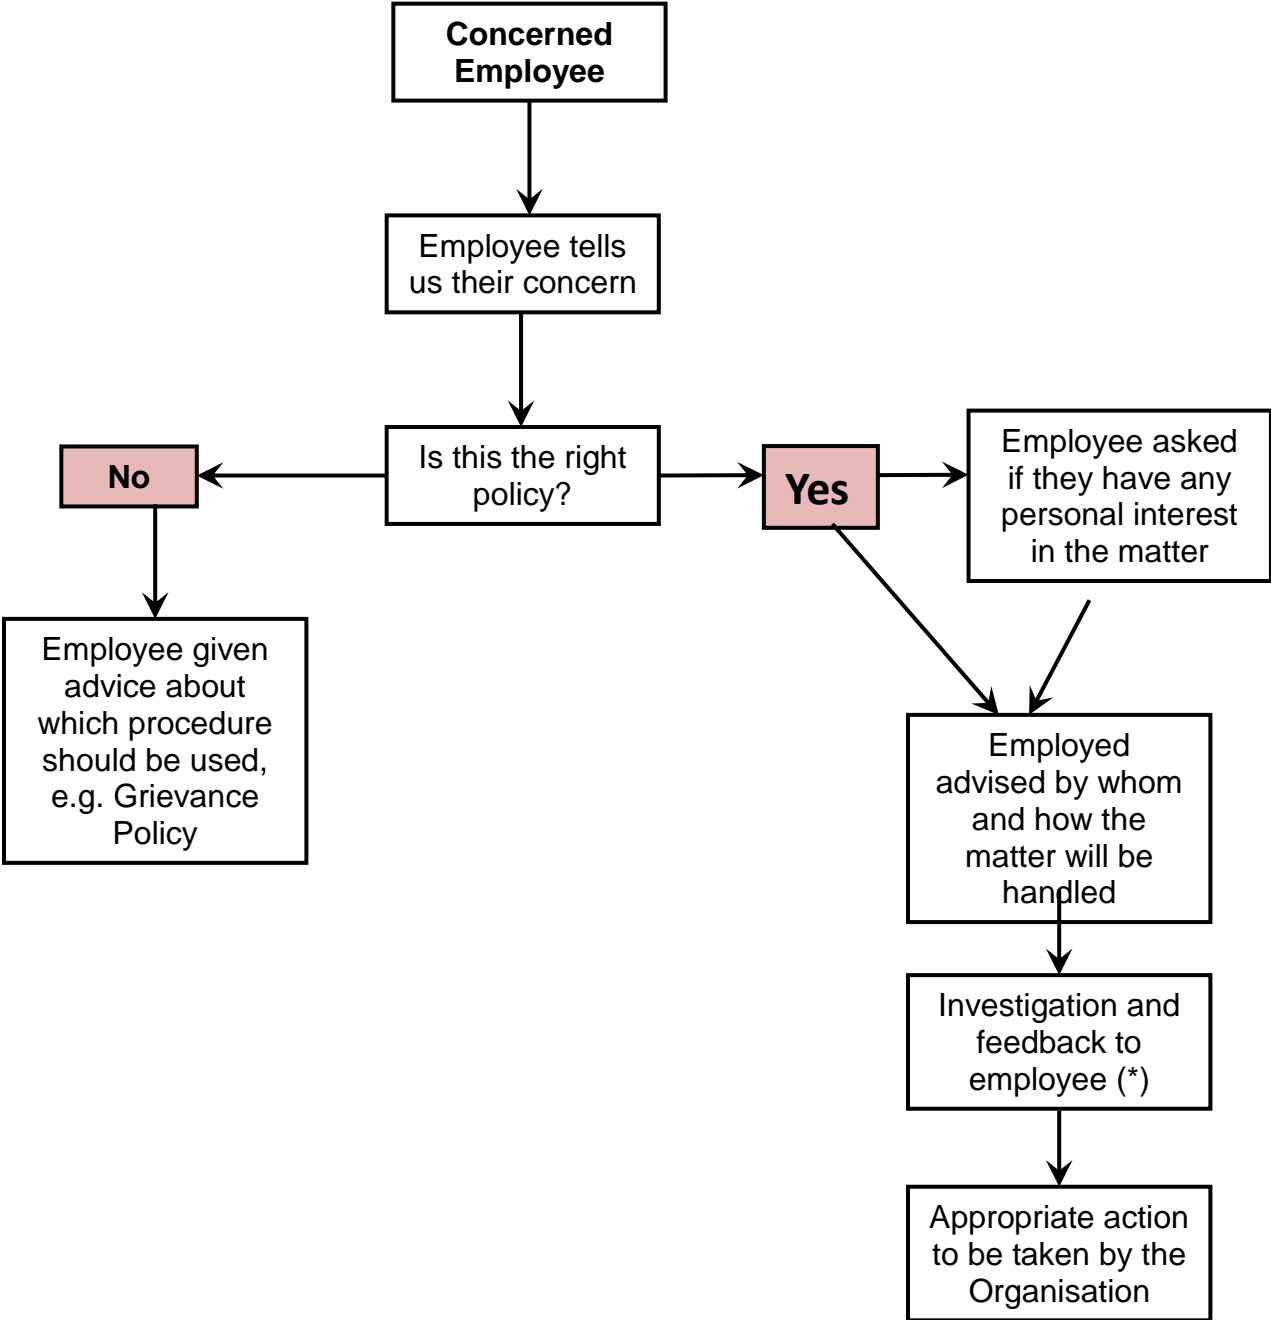 Concerned
Employee
Employee tells
us their concern
Is this the right
policy?
No
Yes
Employee asked
if they have any
personal interest
in the matter
Employee given
advice about
which procedure
should be used,
e.g. Grievance
Policy
Employed
advised by whom
and how the
matter will be
handled
Investigation and
feedback to
employee (*)
Appropriate action
to be taken by the
Organisation